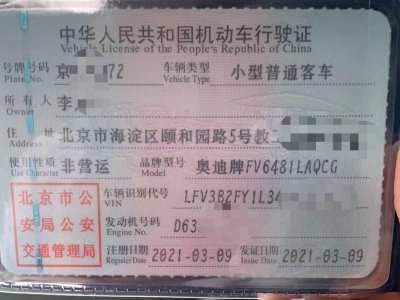 中华人民共和国机动车行驶证
Vehicle License of the People's Republic of China
号牌号码 京 72 车辆类型 小型普通客车
Plate No. Vehicle Type
所有人 李
Owner
住址 北京市海淀区颐和园路5号教
Address
使用性质 非营运 品牌型号 奥迪牌FV6481LAQCG
Use Character Model
车辆识别代号 LFV3B2FY1L34
VIN
北京市公
安局公安
交通管理局
发动机号码 D63
Engine No.
注册日期 2021-03-09 发证日期 2021-03-09
Register Date Issue Date